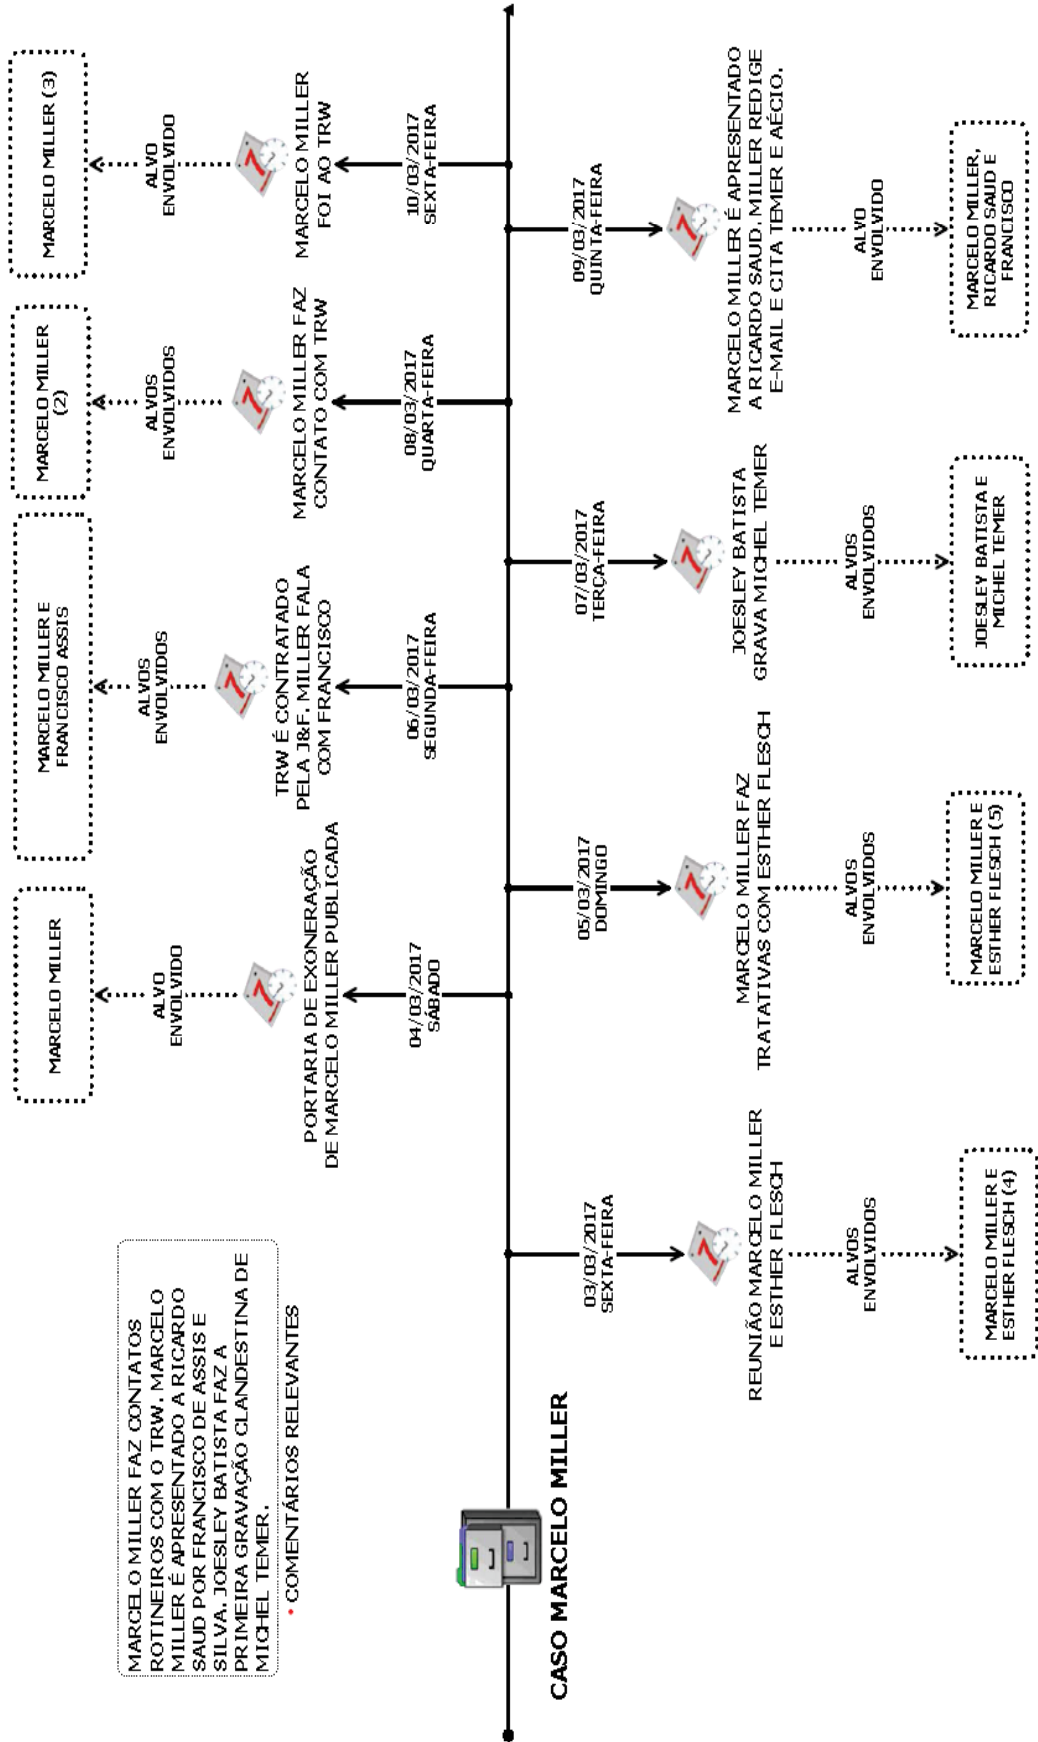 MARCELO MILLER FAZ CONTATOS
ROTINEIROS COM O TRW. MARCELO
MILLER É APRESENTADO A RICARDO
SAUD POR FRANCISCO DE ASSIS E
SILVA. JOESLEY BATISTA FAZ A
PRIMEIRA GRAVAÇÃO CLANDESTINA DE
MICHEL TEMER.
• COMENTÁRIOS RELEVANTES
CASO MARCELO MILLER
03/03/2017
SEXTA-FEIRA
REUNIÃO MARCELO MILLER
E ESTHER FLESCH
ALVOS
ENVOLVIDOS
MARCELO MILLER E
ESTHER FLESCH (4)
MARCELO MILLER
ALVO
ENVOLVIDO
PORTARIA DE EXONERAÇÃO
DE MARCELO MILLER PUBLICADA
04/03/2017
SÁBADO
05/03/2017
DOMINGO
MARCELO MILLER FAZ
TRATATIVAS COM ESTHER FLESCH
ALVOS
ENVOLVIDOS
MARCELO MILLER E
ESTHER FLESCH (5)
MARCELO MILLER E
FRANCISCO ASSIS
ALVOS
ENVOLVIDOS
TRW É CONTRATADO
PELA J&F. MILLER FALA
COM FRANCISCO
06/03/2017
SEGUNDA-FEIRA
07/03/2017
TERÇA-FEIRA
JOESLEY BATISTA
GRAVA MICHEL TEMER
ALVOS
ENVOLVIDOS
JOESLEY BATISTA E
MICHEL TEMER
MARCELO MILLER
(2)
ALVOS
ENVOLVIDOS
MARCELO MILLER FAZ
CONTATO COM TRW
08/03/2017
QUARTA-FEIRA
09/03/2017
QUINTA-FEIRA
MARCELO MILLER É APRESENTADO
A RICARDO SAUD. MILLER REDIGE
E-MAIL E CITA TEMER E AÉCIO.
ALVO
ENVOLVIDO
MARCELO MILLER,
RICARDO SAUD E
FRANCISCO
MARCELO MILLER (3)
ALVO
ENVOLVIDO
MARCELO MILLER
FOI AO TRW
10/03/2017
SEXTA-FEIRA